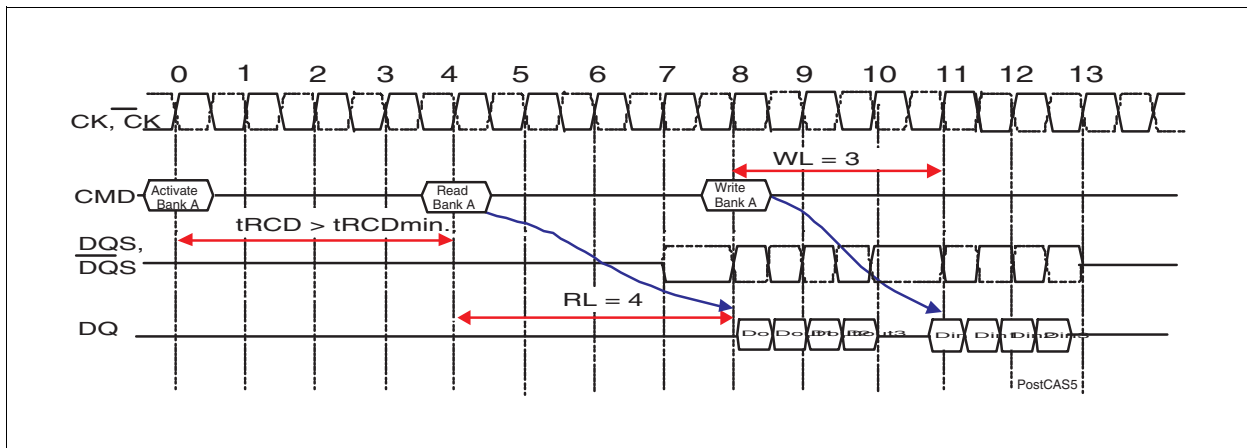 0 1 2 3 4 5 6 7 8 9 10 11 12 13
CK, CK
WL = 3
CMD
Activate Bank A
Read Bank A
Write Bank A
tRCD > tRCDmin.
DQS,
DQS
RL = 4
DQ
PostCAS5